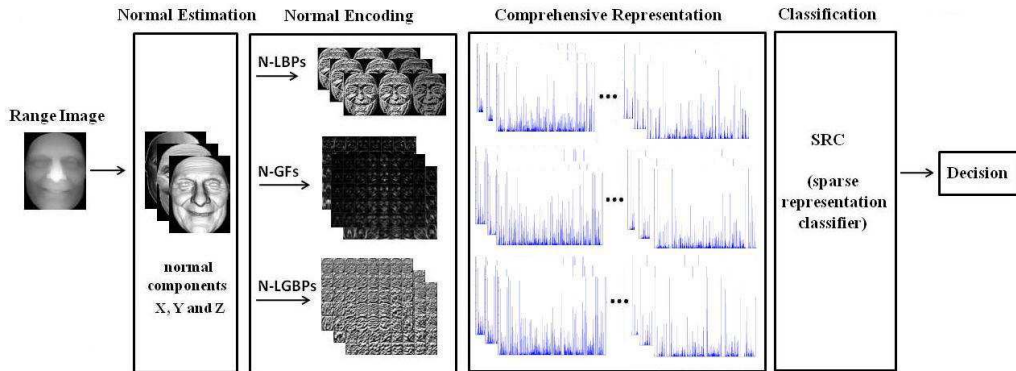 Normal Estimation
Normal Encoding
Comprehensive Representation
Classification
Range Image
normal
components
X, Y and Z
N-LBPs
N-GFs
N-LGBPs
SRC
(sparse
representation
classifier)
Decision